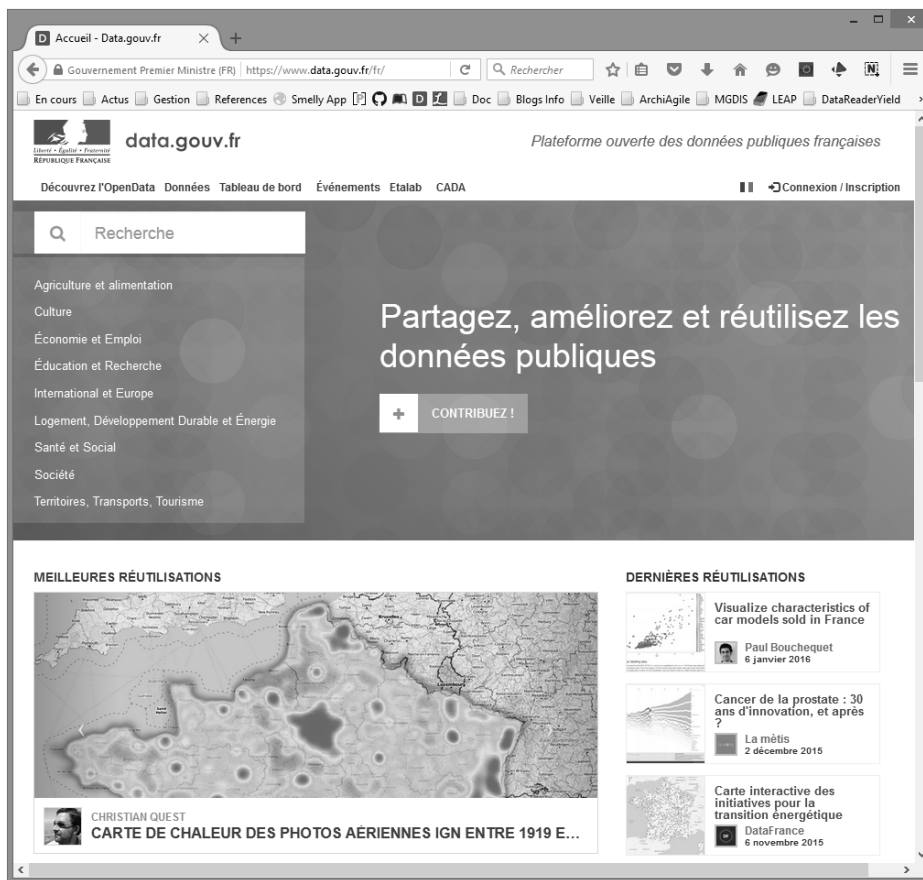 Accueil - Data.gouv.fr
Gouvernement Premier Ministre (FR) https://www.data.gouv.fr/fr/
Rechercher
En cours Actus Gestion References Smelly App Doc Blogs Info Veille ArchiAgile MGDIS LEAP DataReaderYield
Liberté • Égalité • Fraternité
RÉPUBLIQUE FRANÇAISE
data.gouv.fr
Plateforme ouverte des données publiques françaises
Découvrez l'OpenData Données Tableau de bord Événements Etalab CADA
Connexion / Inscription
Recherche
Agriculture et alimentation
Culture
Économie et Emploi
Éducation et Recherche
International et Europe
Logement, Développement Durable et Énergie
Santé et Social
Société
Territoires, Transports, Tourisme
Partagez, améliorez et réutilisez les
données publiques
CONTRIBUEZ !
MEILLEURES RÉUTILISATIONS
CHRISTIAN QUEST
CARTE DE CHALEUR DES PHOTOS AÉRIENNES IGN ENTRE 1919 E...
DERNIÈRES RÉUTILISATIONS
Visualize characteristics of
car models sold in France
Paul Bouchequet
6 janvier 2016
Cancer de la prostate : 30
ans d'innovation, et après
?
La mètis
2 décembre 2015
Carte interactive des
initiatives pour la
transition énergétique
DataFrance
6 novembre 2015